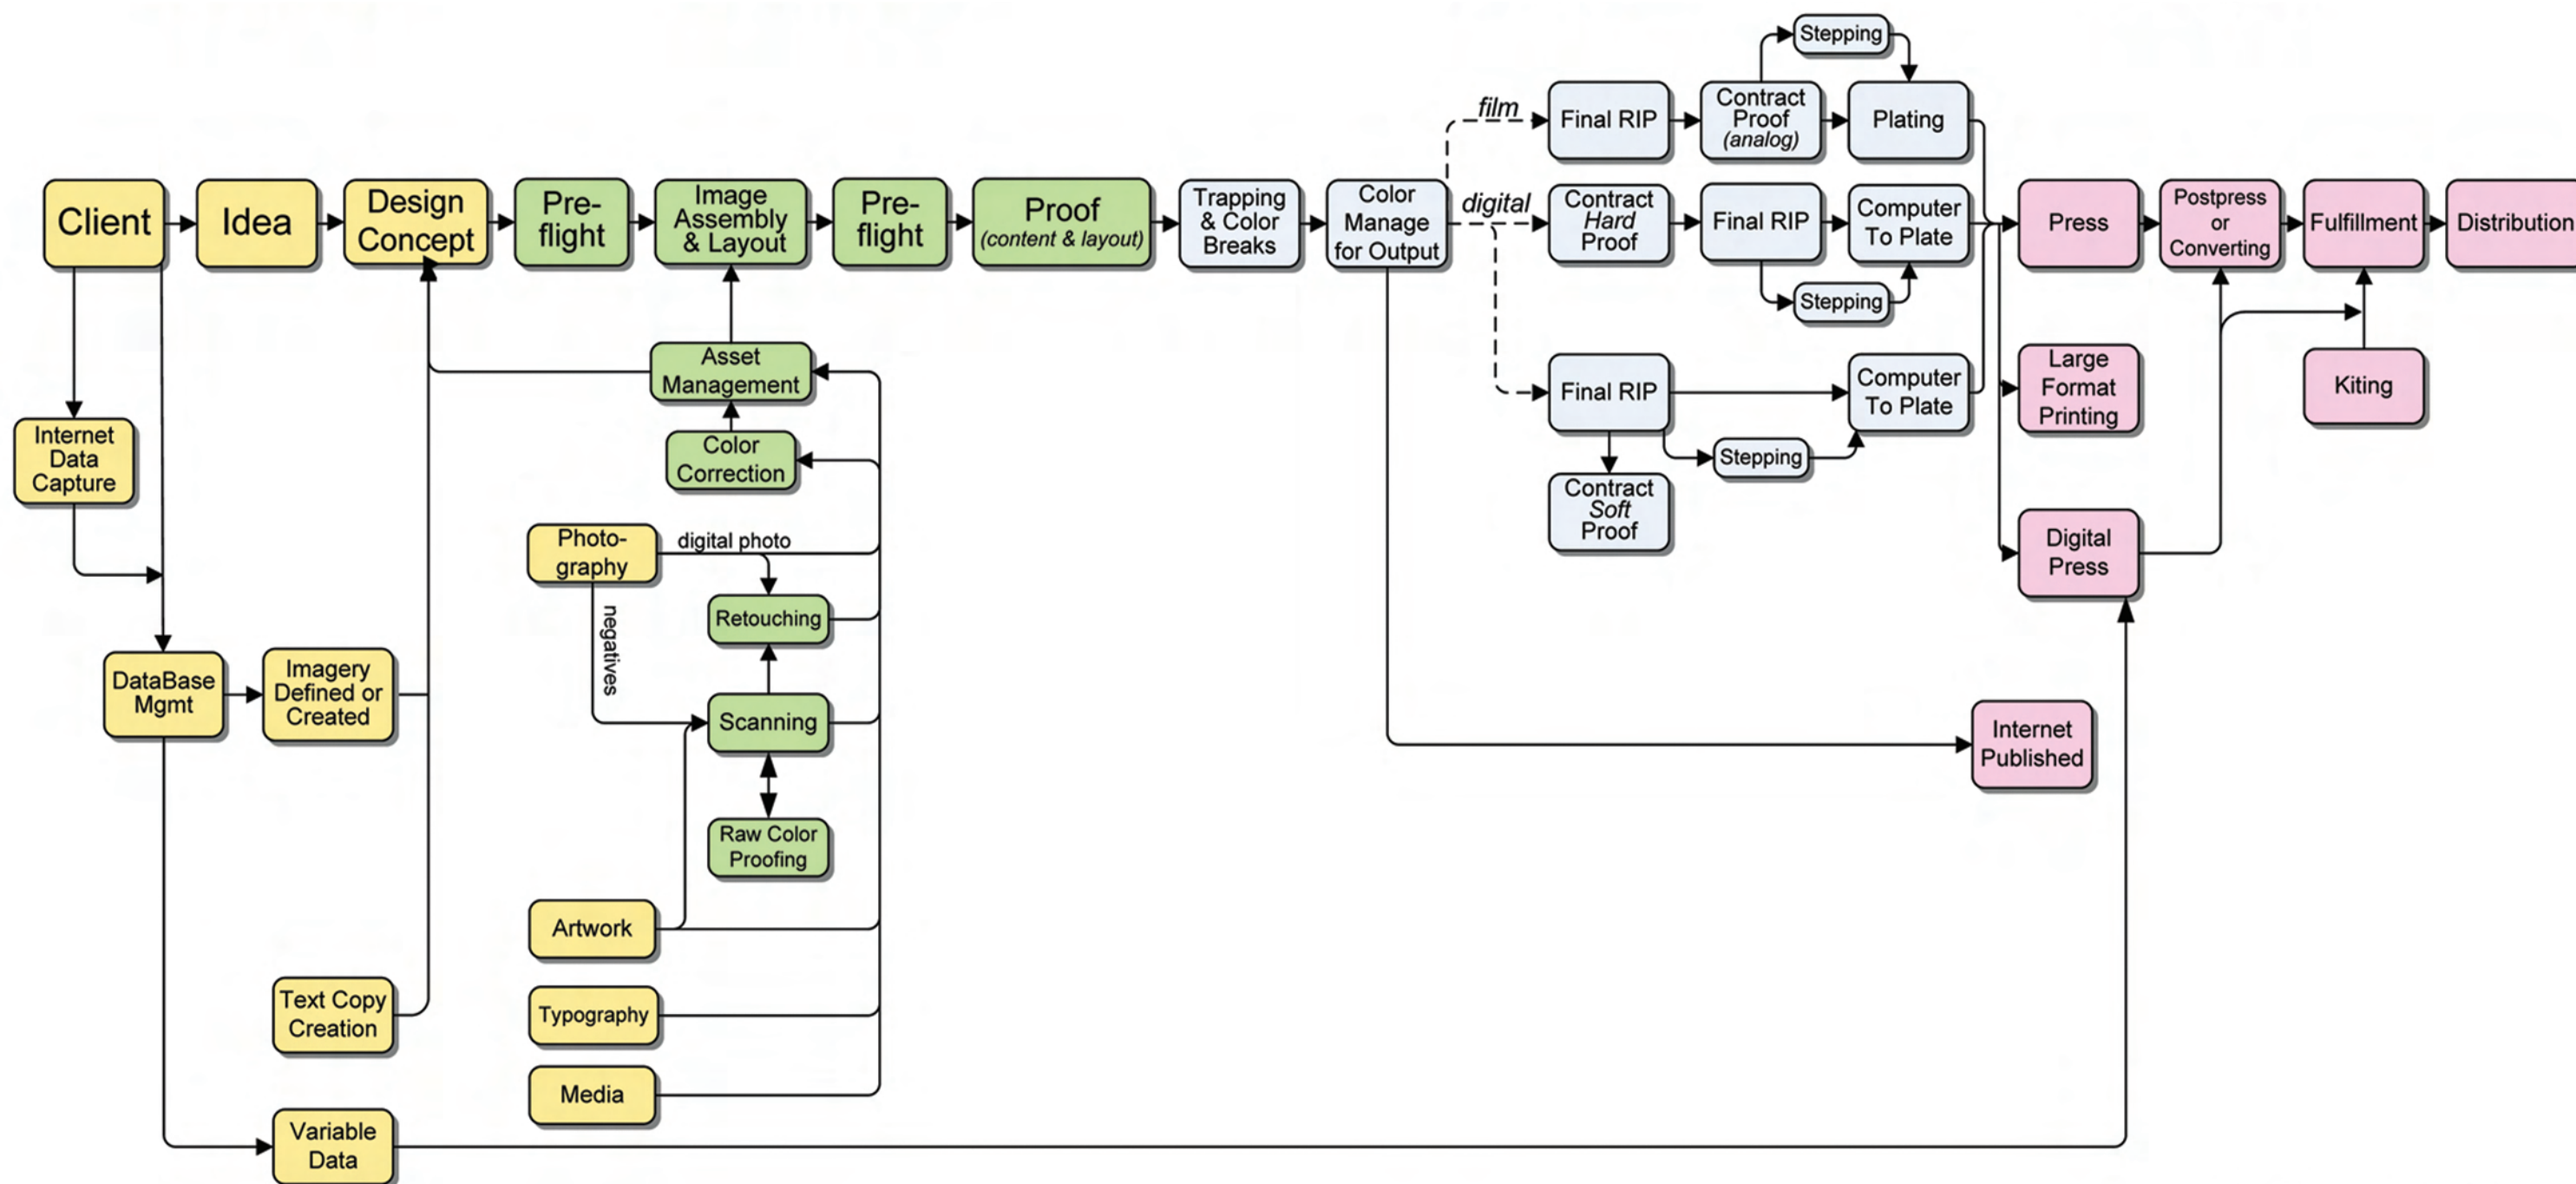 Client
Idea
Design
Concept
Pre-
flight
Image
Assembly
& Layout
Pre-
flight
Proof
(content & layout)
Trapping
& Color
Breaks
Color
Manage
for Output
film
Final RIP
Contract
Proof
(analog)
Stepping
Plating
digital
Contract
Hard
Proof
Final RIP
Computer
To Plate
Stepping
Final RIP
Computer
To Plate
Stepping
Contract
Soft
Proof
Press
Postpress
or
Converting
Fulfillment
Distribution
Large
Format
Printing
Kiting
Digital
Press
Internet
Published
Internet
Data
Capture
Asset
Management
Color
Correction
Photo-
graphy
digital photo
negatives
Retouching
DataBase
Mgmt
Imagery
Defined or
Created
Scanning
Raw Color
Proofing
Artwork
Text Copy
Creation
Typography
Media
Variable
Data